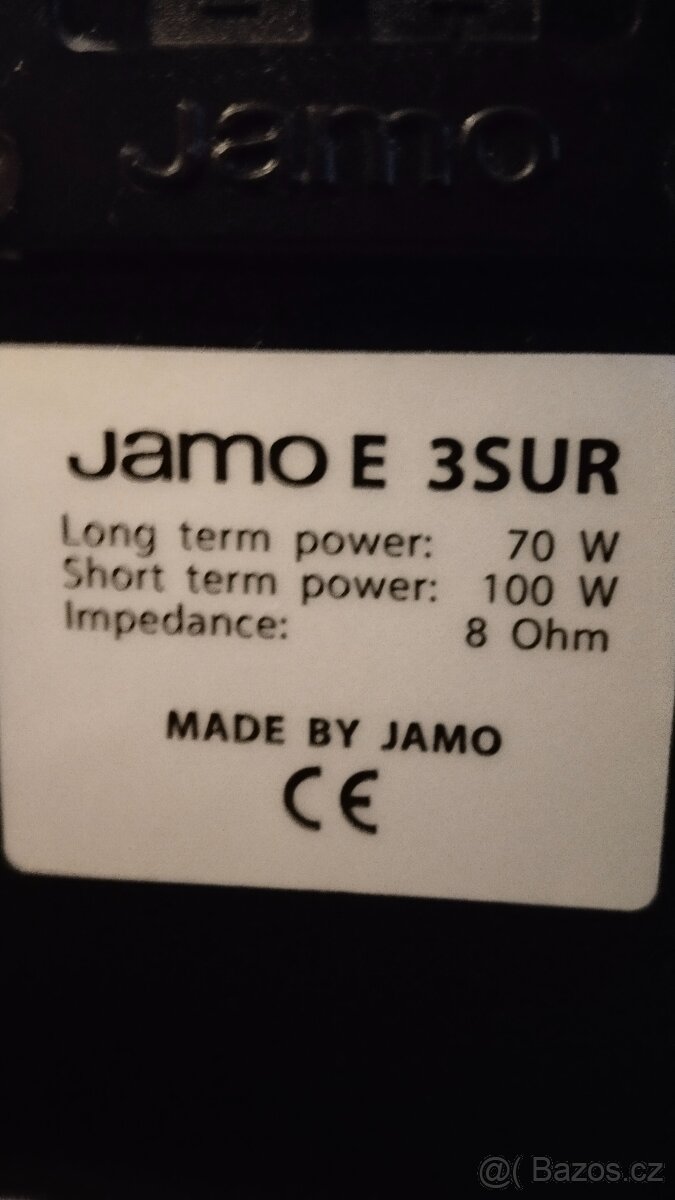 Jamo
Jamo E 3SUR
Long term power: 70 W
Short term power: 100 W
Impedance: 8 Ohm
MADE BY JAMO
CE
@( Bazos.cz